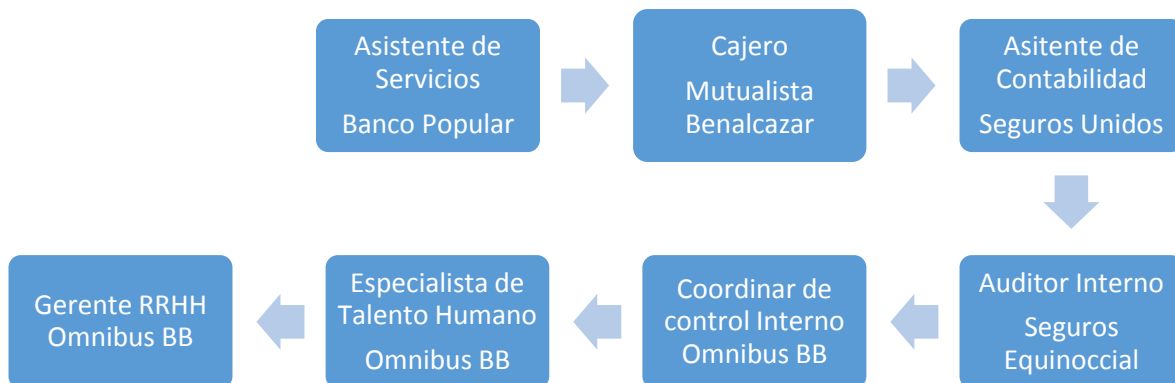 Asistente de
Servicios
Banco Popular
Cajero
Mutualista
Benalcazar
Asitente de
Contabilidad
Seguros Unidos
Auditor Interno
Seguros
Equinoccial
Coordinar de
control Interno
Omnibus BB
Especialista de
Talento Humano
Omnibus BB
Gerente RRHH
Omnibus BB